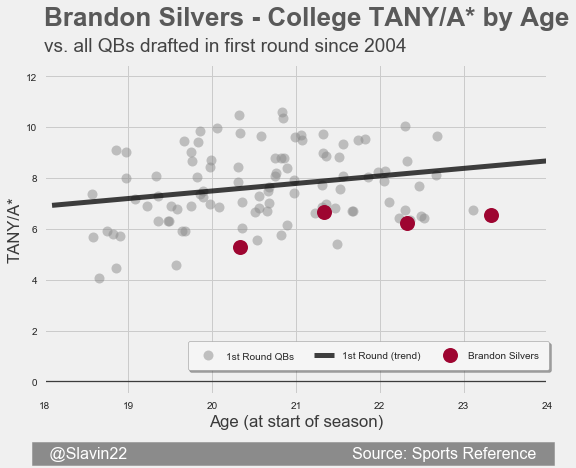 Brandon Silvers - College TANY/A* by Age
vs. all QBs drafted in first round since 2004
12
10
8
6
4
2
0
TANY/A*
1st Round QBs
1st Round (trend)
Brandon Silvers
18 19 20 21 22 23 24
Age (at start of season)
@Slavin22 Source: Sports Reference